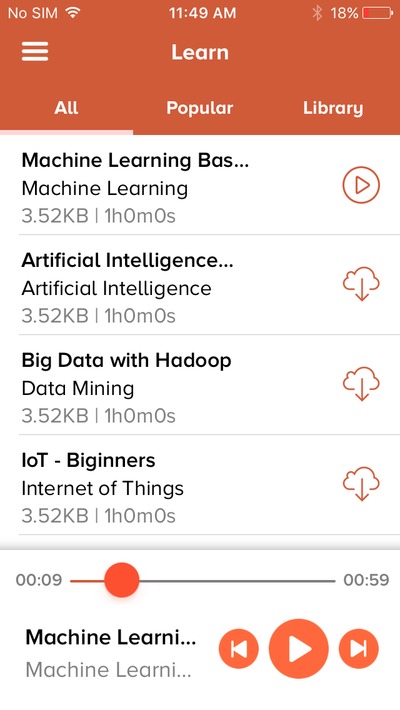 No SIM 11:49 AM 18%
Learn
All Popular Library
Machine Learning Bas...
Machine Learning
3.52KB | 1h0m0s
Artificial Intelligence...
Artificial Intelligence
3.52KB | 1h0m0s
Big Data with Hadoop
Data Mining
3.52KB | 1h0m0s
IoT - Biginners
Internet of Things
3.52KB | 1h0m0s
00:09 00:59
Machine Learni...
Machine Learni...